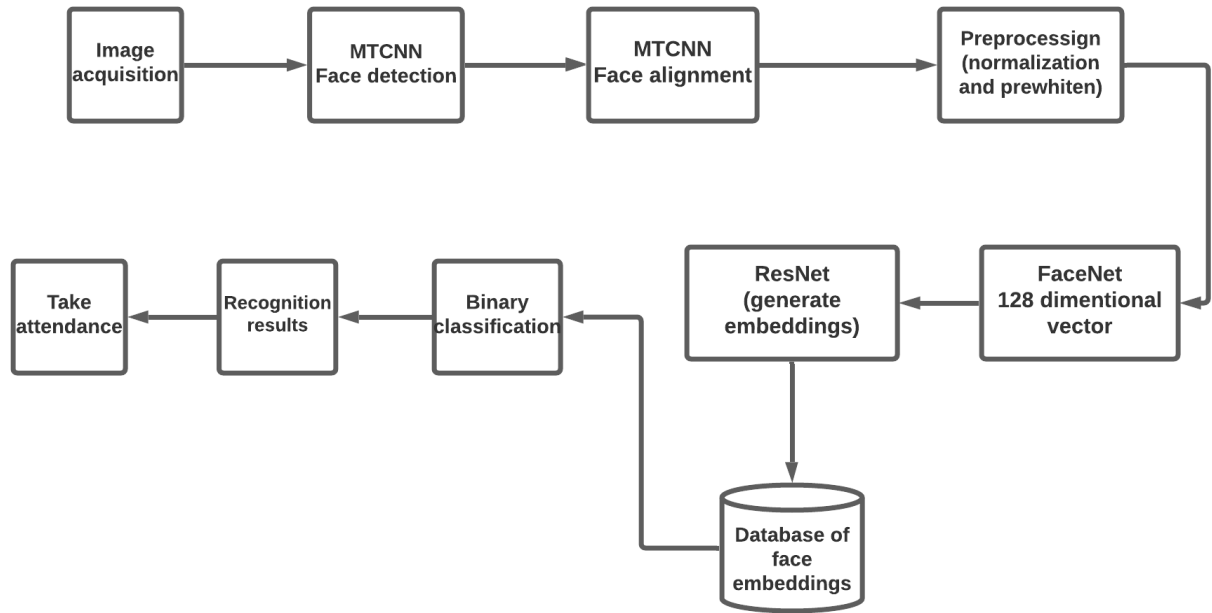 Image
acquisition
MTCNN
Face detection
MTCNN
Face alignment
Preprocessign
(normalization
and prewhiten)
FaceNet
128 dimentional
vector
ResNet
(generate
embeddings)
Database of
face
embeddings
Binary
classification
Recognition
results
Take
attendance